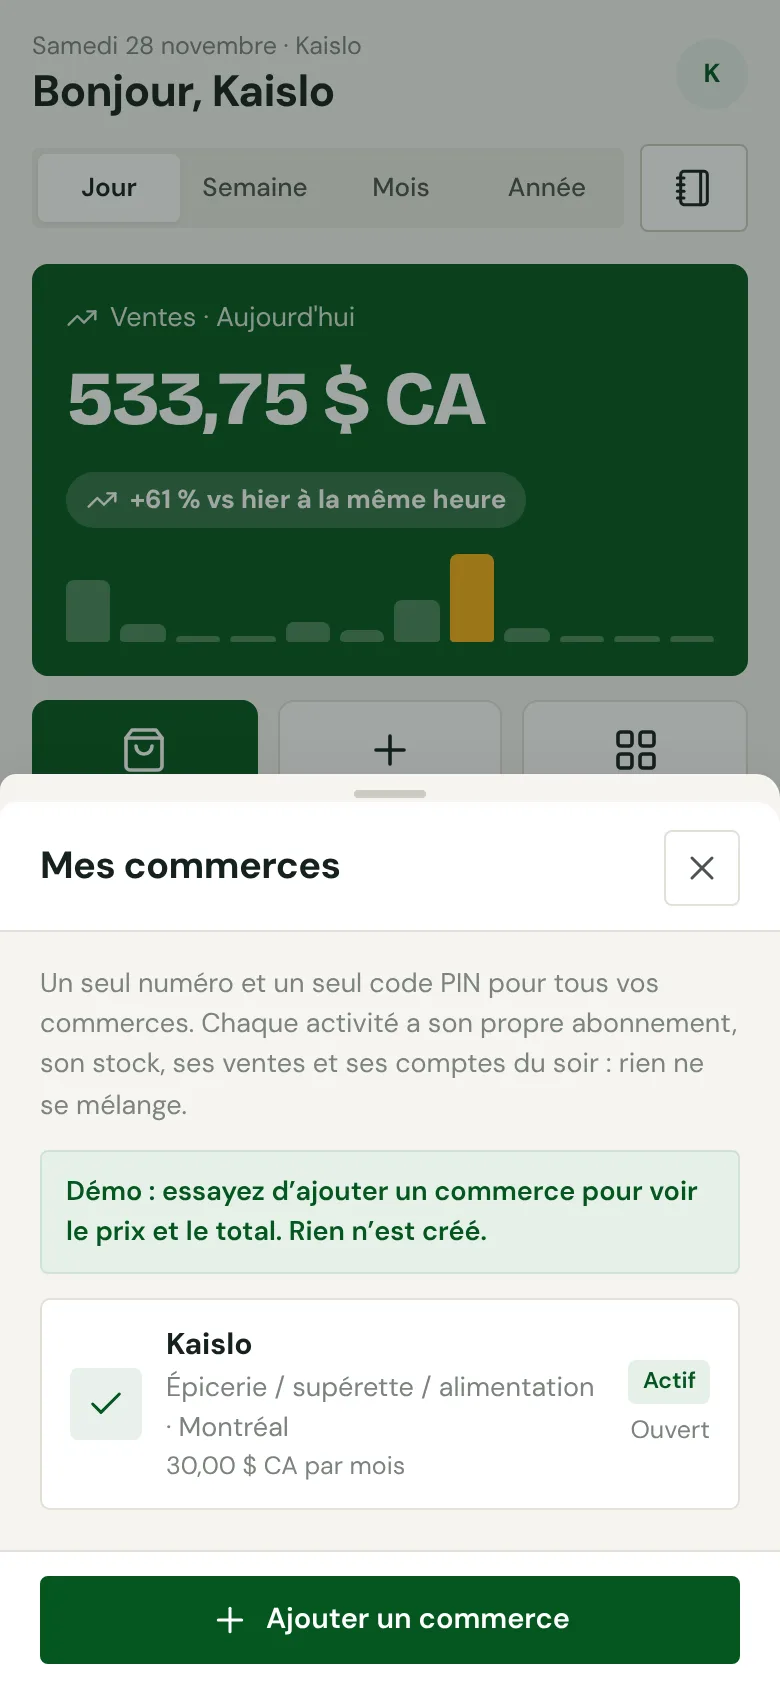 Samedi 28 novembre · Kaislo
Bonjour, Kaislo
K
Jour
Semaine
Mois
Année
Ventes · Aujourd'hui
533,75 $ CA
+61 % vs hier à la même heure
Mes commerces
Un seul numéro et un seul code PIN pour tous vos
commerces. Chaque activité a son propre abonnement,
son stock, ses ventes et ses comptes du soir : rien ne
se mélange.
Démo : essayez d’ajouter un commerce pour voir
le prix et le total. Rien n’est créé.
Kaislo
Épicerie / supérette / alimentation
· Montréal
30,00 $ CA par mois
Actif
Ouvert
Ajouter un commerce